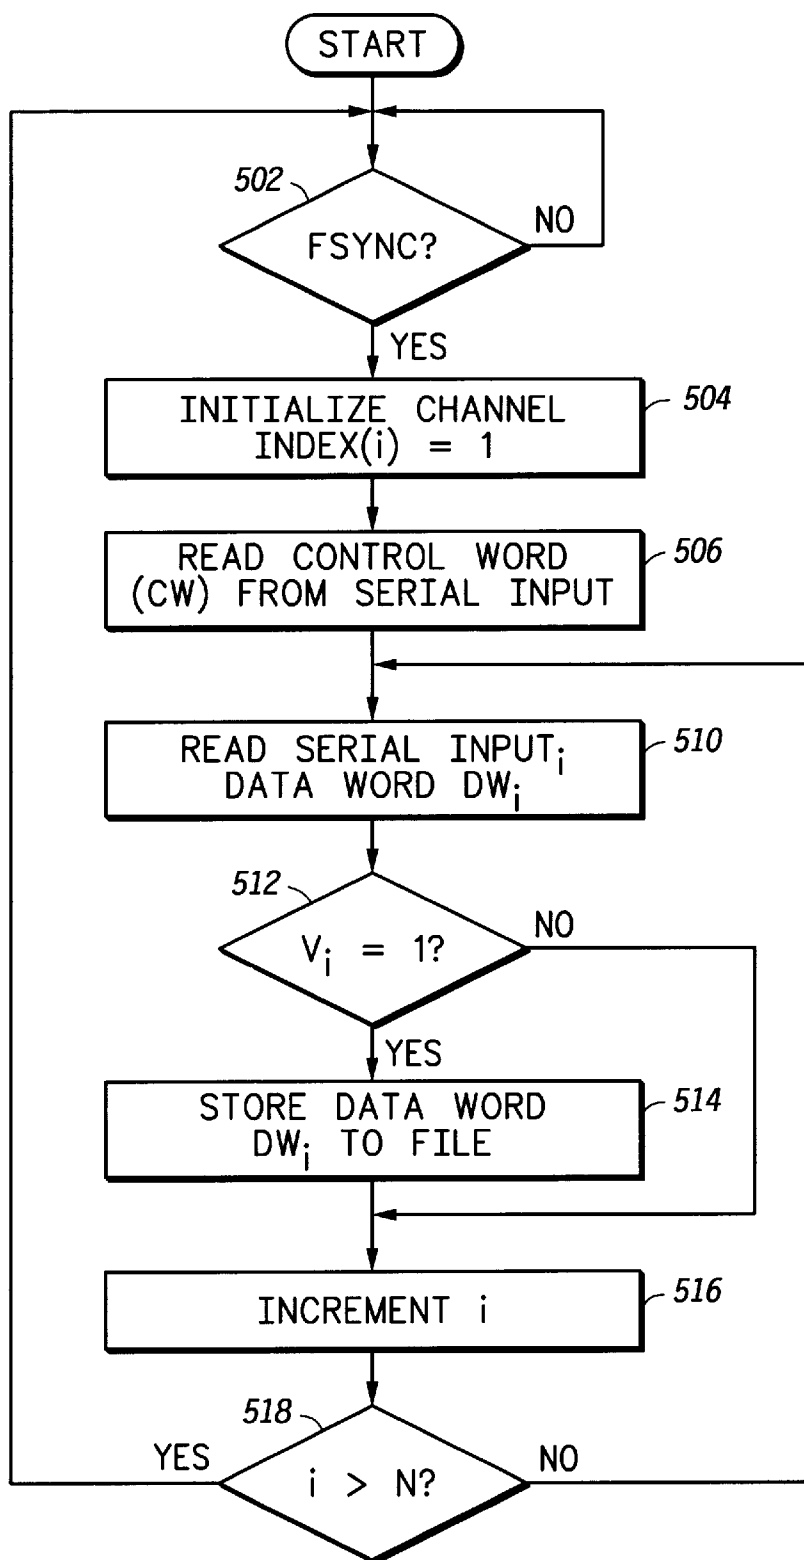 START
502
FSYNC?
NO
YES
INITIALIZE CHANNEL
INDEX(i) = 1
504
READ CONTROL WORD
(CW) FROM SERIAL INPUT
506
READ SERIAL INPUTi
DATA WORD DWi
510
512
Vi = 1?
NO
YES
STORE DATA WORD
DWi TO FILE
514
INCREMENT i
516
518
YES
i > N?
NO